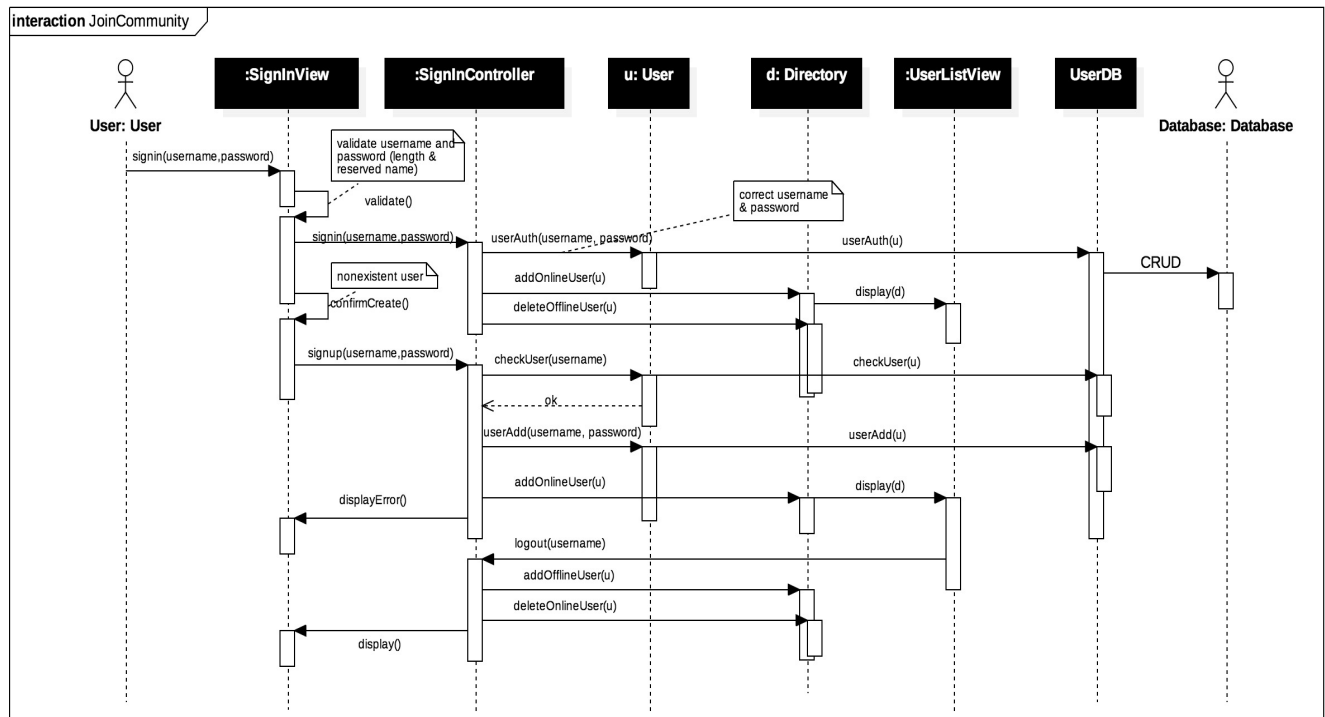 interaction JoinCommunity
:SignInView
:SignInController
u: User
d: Directory
:UserListView
UserDB
User: User
Database: Database
validate username and
password (length &
reserved name)
signin(username,password)
validate()
correct username
& password
signin(username,password)
userAuth(username, password)
userAuth(u)
CRUD
nonexistent user
addOnlineUser(u)
display(d)
confirmCreate()
deleteOfflineUser(u)
signup(username,password)
checkUser(username)
checkUser(u)
ok
userAdd(username, password)
userAdd(u)
addOnlineUser(u)
display(d)
displayError()
logout(username)
addOfflineUser(u)
deleteOnlineUser(u)
display()